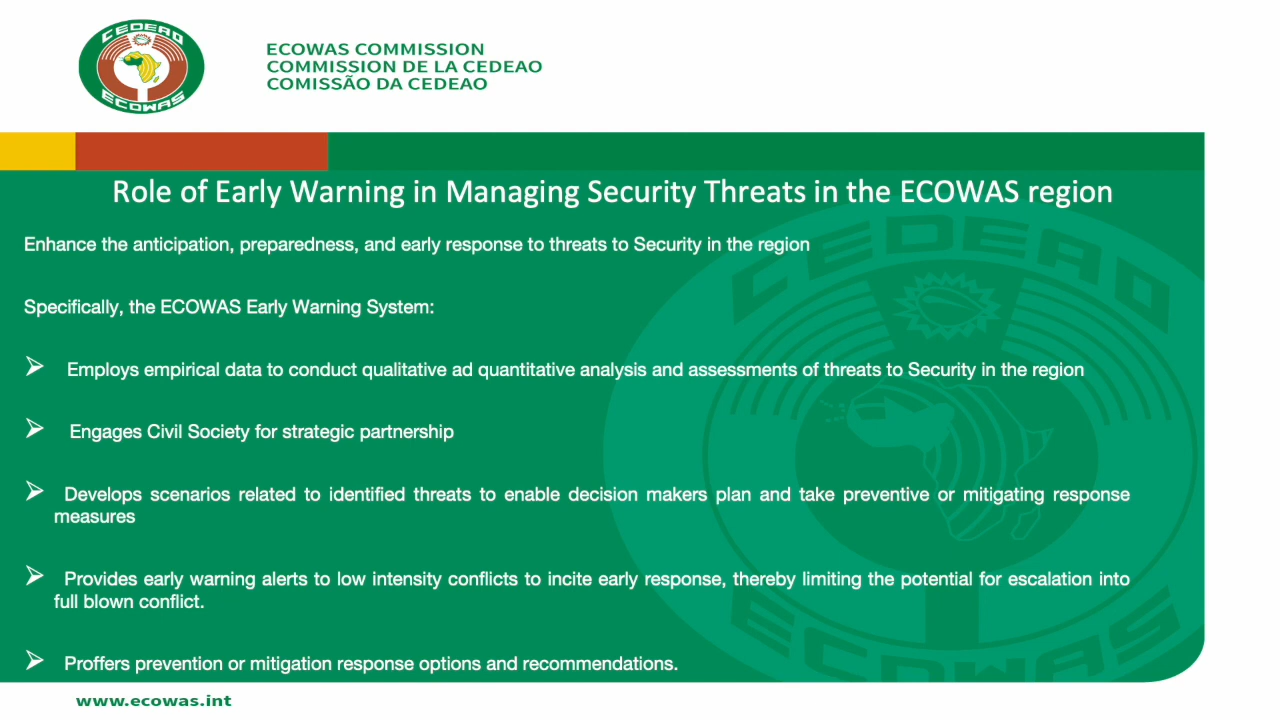 CEDEAO
ECOWAS
ECOWAS COMMISSION
COMMISSION DE LA CEDEAO
COMISSÃO DA CEDEAO
Role of Early Warning in Managing Security Threats in the ECOWAS region
Enhance the anticipation, preparedness, and early response to threats to Security in the region
Specifically, the ECOWAS Early Warning System:
➢ Employs empirical data to conduct qualitative ad quantitative analysis and assessments of threats to Security in the region
➢ Engages Civil Society for strategic partnership
➢ Develops scenarios related to identified threats to enable decision makers plan and take preventive or mitigating response
measures
➢ Provides early warning alerts to low intensity conflicts to incite early response, thereby limiting the potential for escalation into
full blown conflict.
➢ Proffers prevention or mitigation response options and recommendations.
CEDEAO
ECOWAS
www.ecowas.int